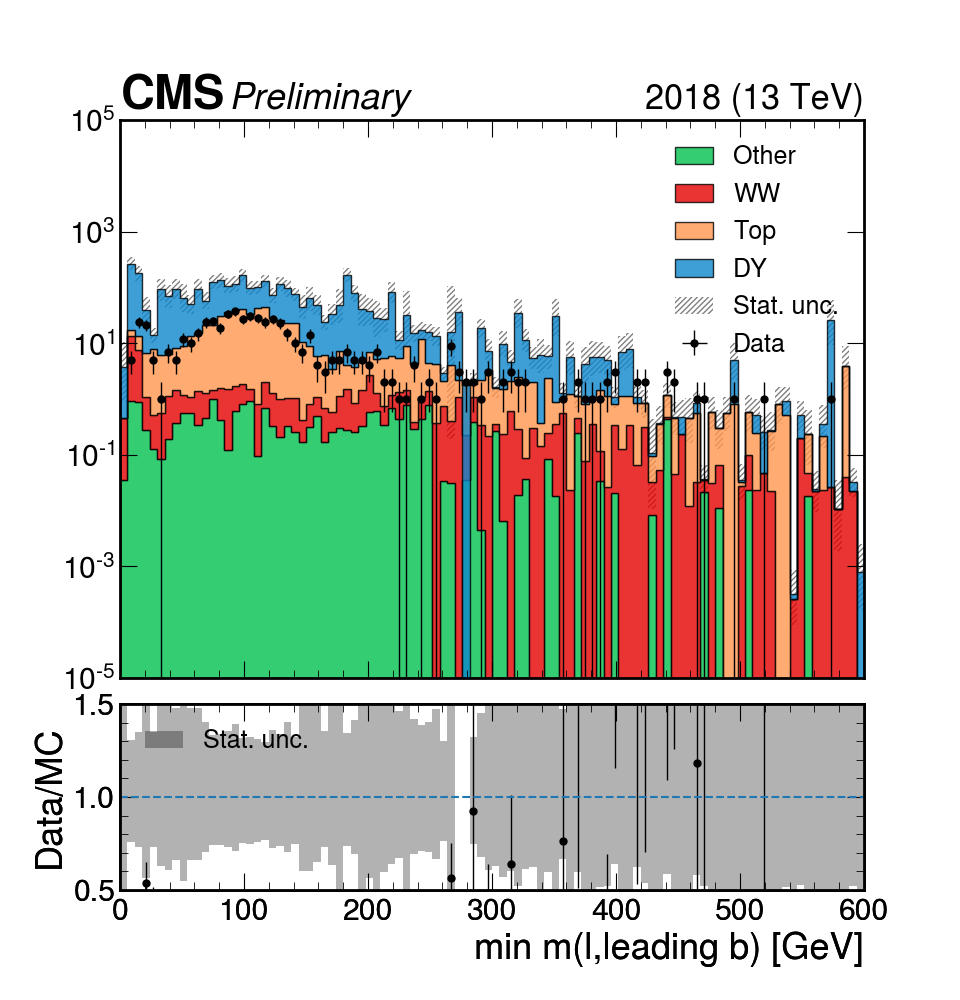 CMS Preliminary 2018 (13 TeV)
10^5
10^3
10^1
10^-1
10^-3
10^-5
Other
WW
Top
DY
Stat. unc.
Data
1.5
1.0
0.5
Data/MC
Stat. unc.
0 100 200 300 400 500 600
min m(l,leading b) [GeV]